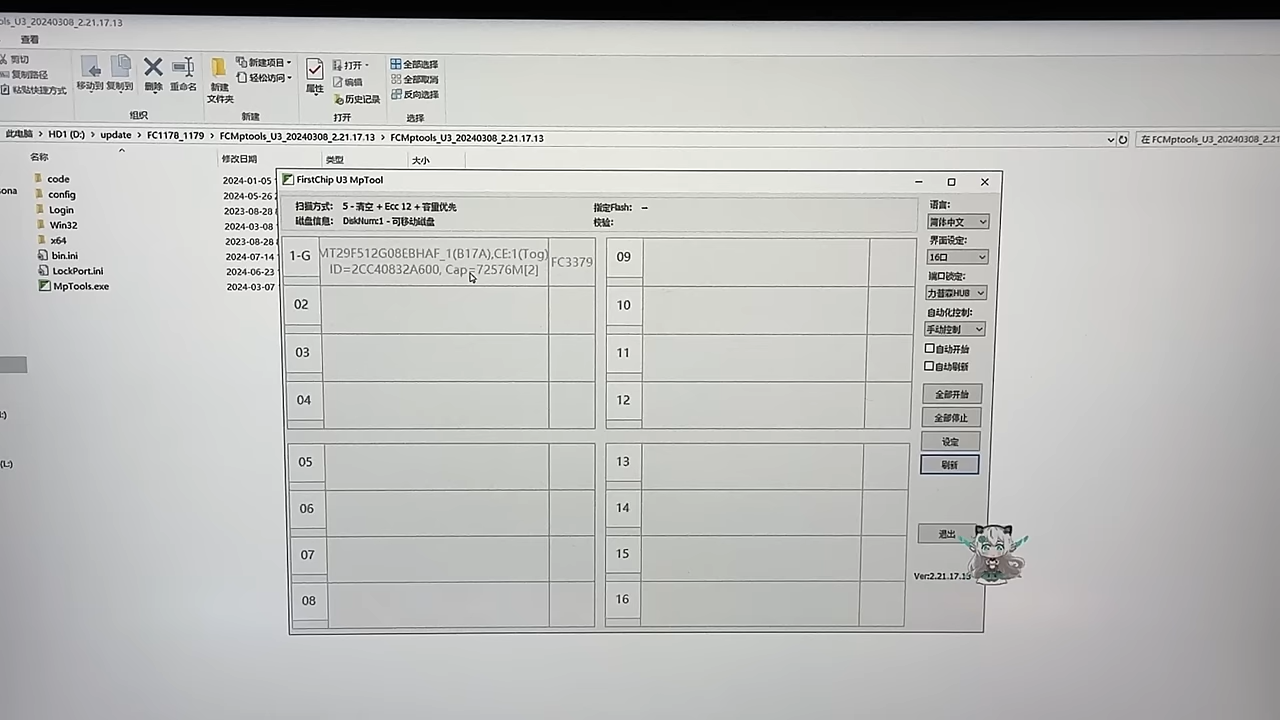 ols_U3_20240308_2.21.17.13
查看
剪切
复制路径
粘贴快捷方式
移动到 复制到 删除 重命名
新建
文件夹
新建项目
轻松访问
属性
打开
编辑
历史记录
全部选择
全部取消
反向选择
组织
新建
打开
选择
此电脑 > HD1 (D:) > update > FC1178_1179 > FCMptools_U3_20240308_2.21.17.13 > FCMptools_U3_20240308_2.21.17.13
在 FCMptools_U3_20240308_2.21
名称 修改日期 类型 大小
code 2024-01-05
config 2024-05-26
Login 2023-08-28
Win32 2024-03-08
x64 2023-08-28
bin.ini 2024-07-14
LockPort.ini 2024-06-23
MpTools.exe 2024-03-07
sona
(L:)
FirstChip U3 MpTool
扫描方式: 5 - 清空 + Ecc 12 + 容量优先
指定Flash: --
磁盘信息: DiskNum:1 - 可移动磁盘
校验:
1-G
MT29F512G08EBHAF_1(B17A),CE:1(Tog)
ID=2CC40832A600, Cap=72576M[2]
FC3379
02
03
04
05
06
07
08
09
10
11
12
13
14
15
16
语言:
简体中文
界面设定:
16口
端口锁定:
力普森HUB
自动化控制:
手动控制
自动开始
自动刷新
全部开始
全部停止
设定
刷新
退出
Ver:2.21.17.13